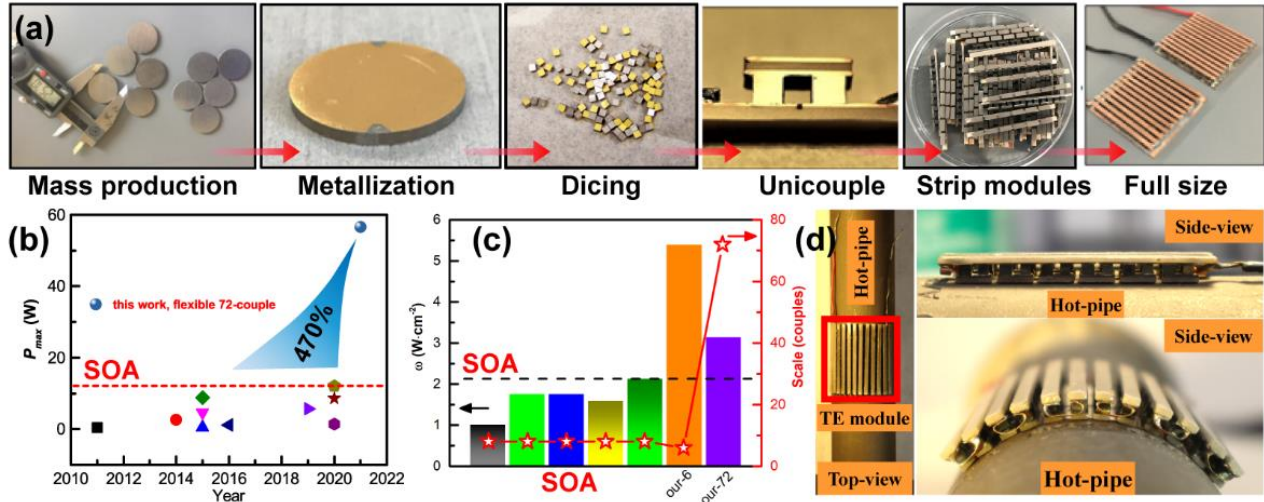 (a)
Mass production
Metallization
Dicing
Unicouple
Strip modules
Full size
(b)
60
40
20
0
P_max (W)
this work, flexible 72-couple
470%
SOA
2010 2012 2014 2016 2018 2020 2022
Year
(c)
6
5
4
3
2
1
0
ω (W·cm⁻²)
SOA
SOA
our-6
our-72
80
60
40
20
0
Scale (couples)
(d)
Hot-pipe
TE module
Top-view
Side-view
Hot-pipe
Side-view
Hot-pipe